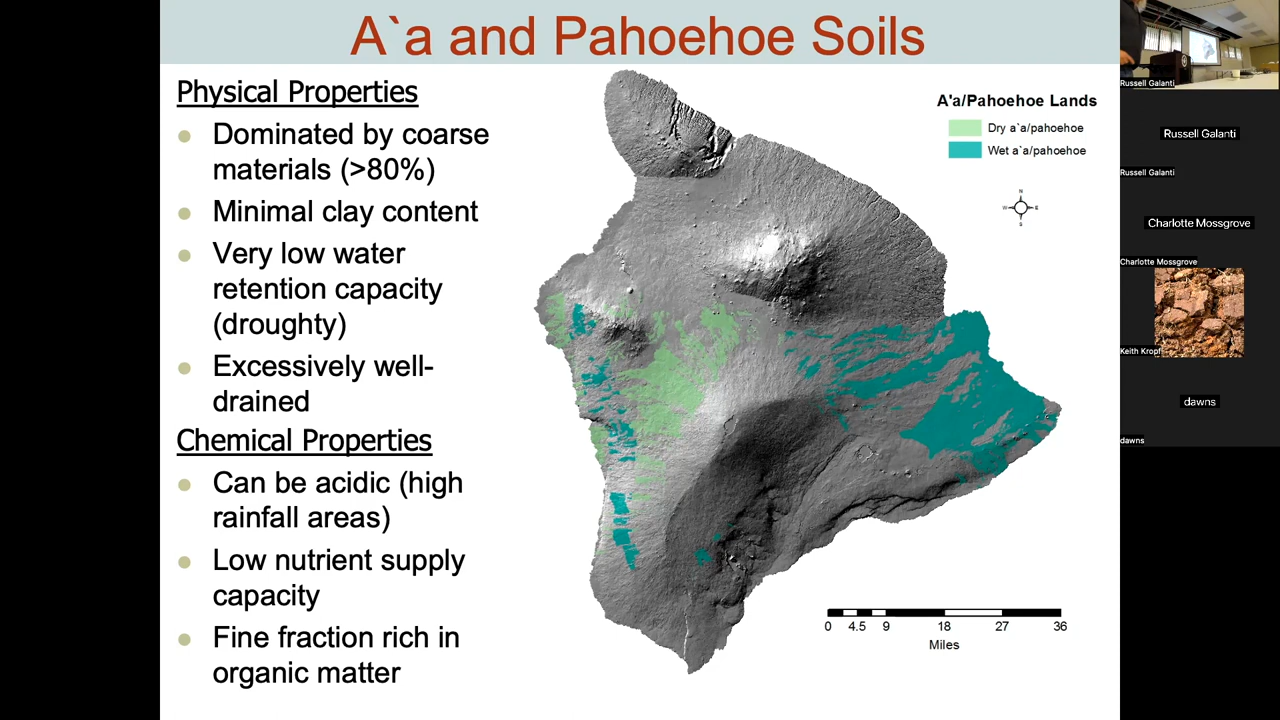 A`a and Pahoehoe Soils
Physical Properties
Dominated by coarse
materials (>80%)
Minimal clay content
Very low water
retention capacity
(droughty)
Excessively well-
drained
Chemical Properties
Can be acidic (high
rainfall areas)
Low nutrient supply
capacity
Fine fraction rich in
organic matter
A'a/Pahoehoe Lands
Dry a`a/pahoehoe
Wet a`a/pahoehoe
N
W E
S
0 4.5 9 18 27 36
Miles
Russell Galanti
Russell Galanti
Russell Galanti
Charlotte Mossgrove
Charlotte Mossgrove
Keith Kropf
dawns
dawns